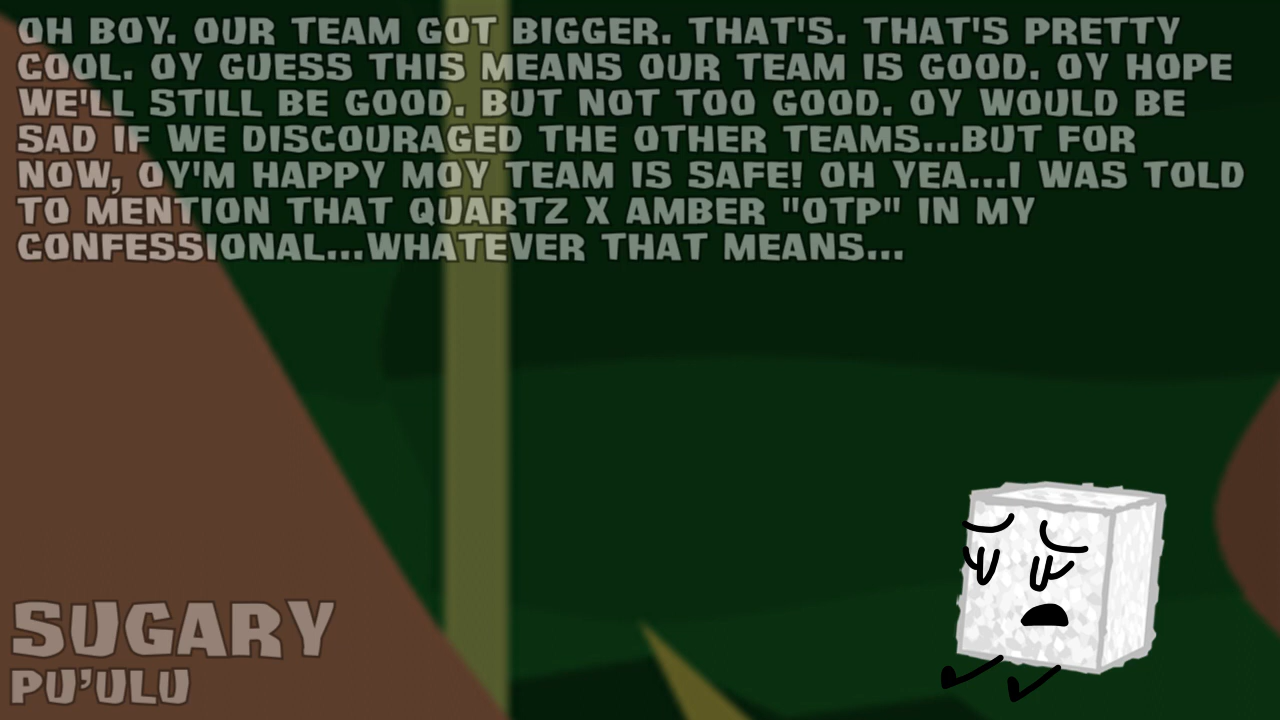 OH BOY. OUR TEAM GOT BIGGER. THAT'S. THAT'S PRETTY
COOL. OY GUESS THIS MEANS OUR TEAM IS GOOD. OY HOPE
WE'LL STILL BE GOOD. BUT NOT TOO GOOD. OY WOULD BE
SAD IF WE DISCOURAGED THE OTHER TEAMS...BUT FOR
NOW, OY'M HAPPY MOY TEAM IS SAFE! OH YEA...I WAS TOLD
TO MENTION THAT QUARTZ X AMBER "OTP" IN MY
CONFESSIONAL...WHATEVER THAT MEANS...
SUGARY
PU'ULU